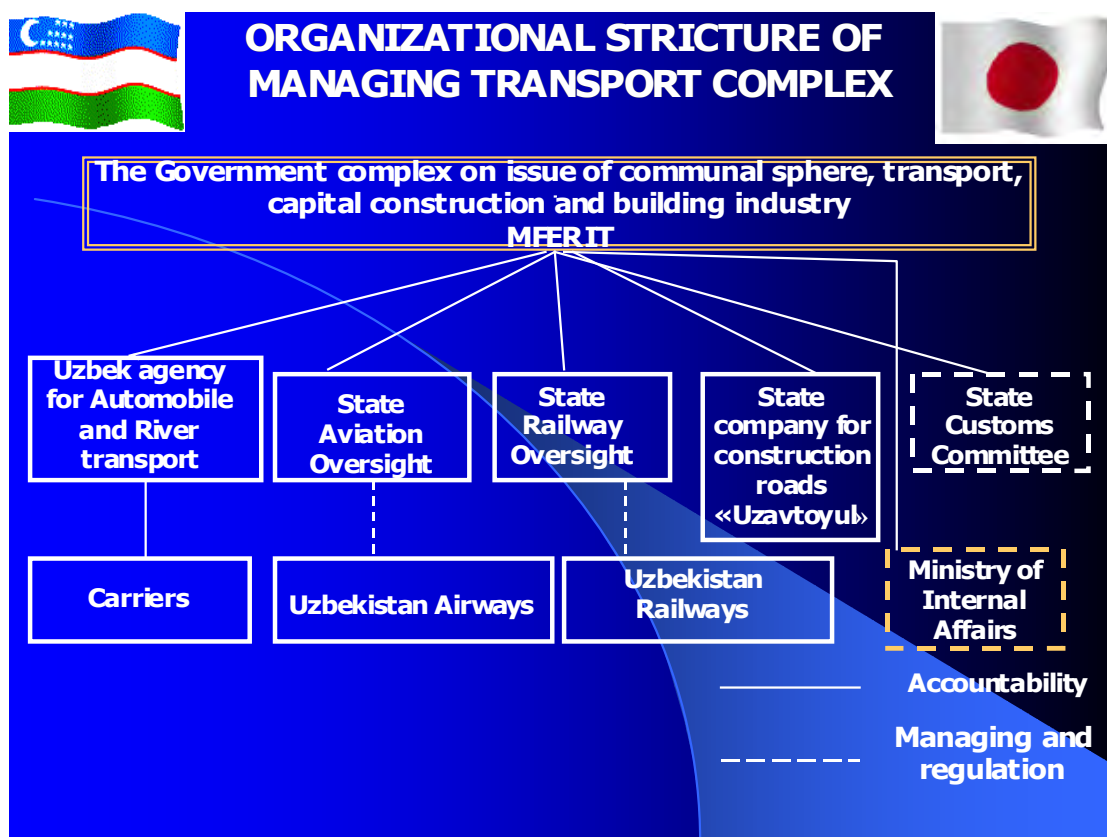 ORGANIZATIONAL STRICTURE OF
MANAGING TRANSPORT COMPLEX
The Government complex on issue of communal sphere, transport,
capital construction and building industry
MFERIT
Uzbek agency
for Automobile
and River
transport
State
Aviation
Oversight
State
Railway
Oversight
State
company for
construction
roads
«Uzavtoyul»
State
Customs
Committee
Carriers
Uzbekistan Airways
Uzbekistan
Railways
Ministry of
Internal
Affairs
Accountability
Managing and
regulation